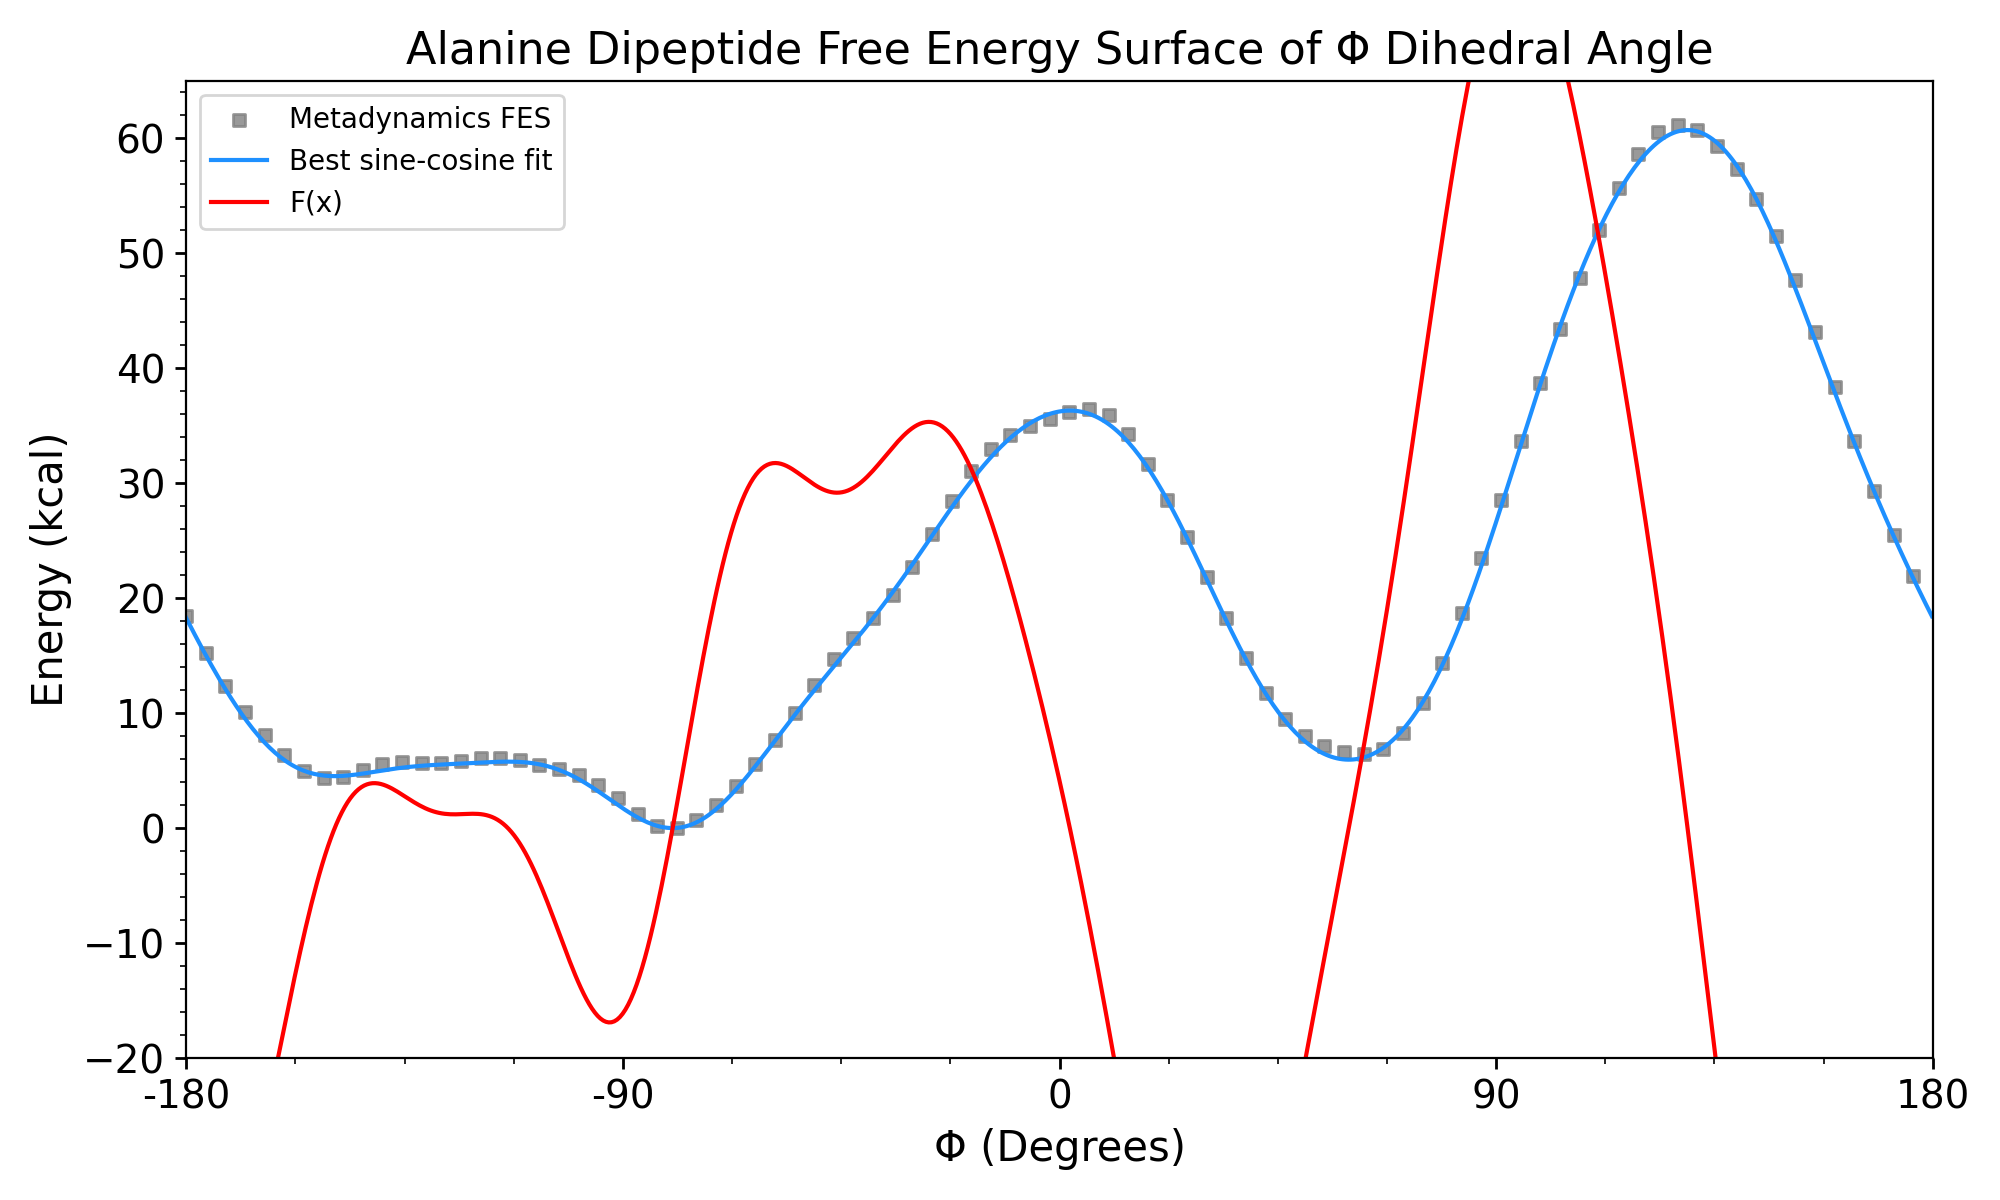 Alanine Dipeptide Free Energy Surface of Φ Dihedral Angle
Metadynamics FES
Best sine-cosine fit
F(x)
Energy (kcal)
60
50
40
30
20
10
0
−10
−20
-180
-90
0
90
180
Φ (Degrees)